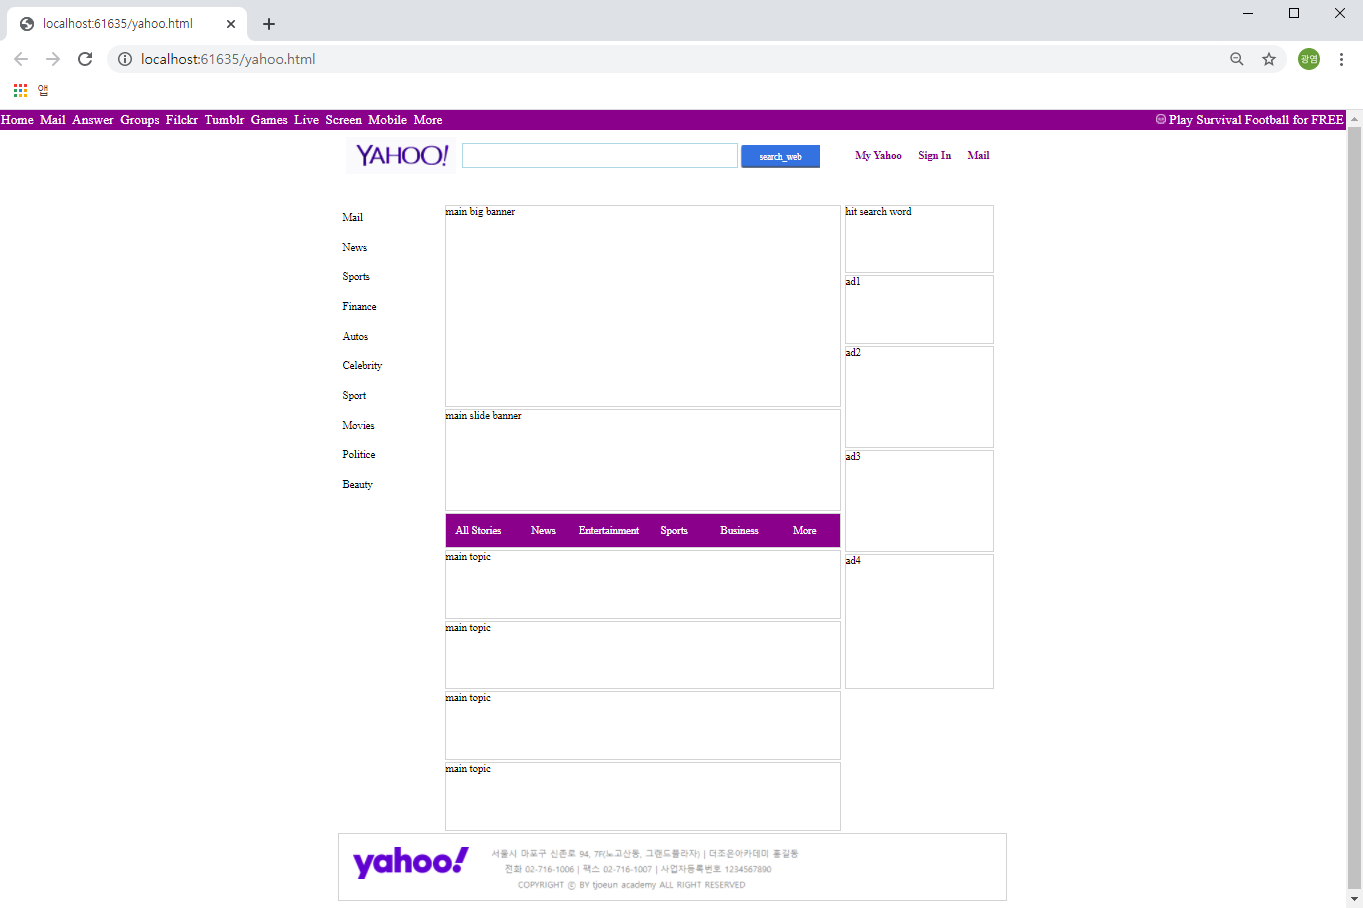 localhost:61635/yahoo.html
localhost:61635/yahoo.html
광엽
앱
Home Mail Answer Groups Filckr Tumblr Games Live Screen Mobile More Play Survival Football for FREE
YAHOO! search_web My Yahoo Sign In Mail
Mail
News
Sports
Finance
Autos
Celebrity
Sport
Movies
Politice
Beauty
main big banner
main slide banner
All Stories News Entertainment Sports Business More
main topic
main topic
main topic
main topic
hit search word
ad1
ad2
ad3
ad4
yahoo!
서울시 마포구 신촌로 94, 7F(노고산동, 그랜드플라자) | 더조은아카데미 홍길동
전화 02-716-1006 | 팩스 02-716-1007 | 사업자등록번호 1234567890
COPYRIGHT ⓒ BY tjoeun academy ALL RIGHT RESERVED